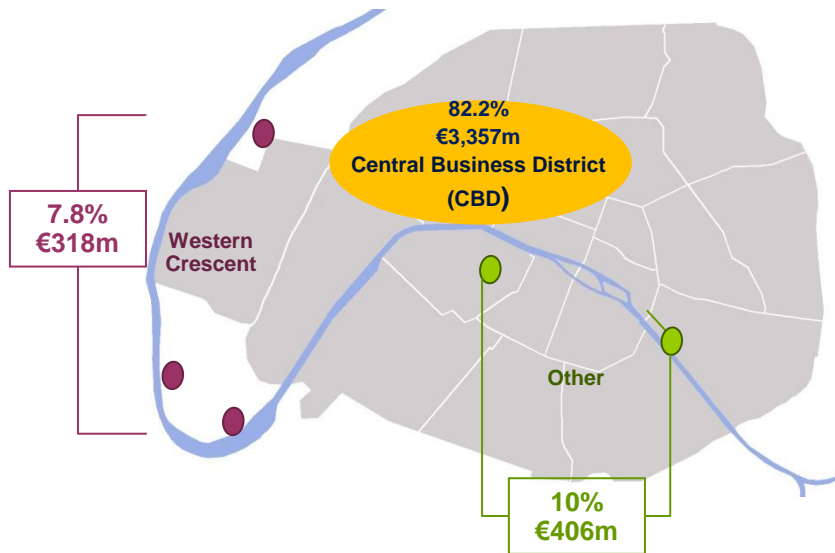 82.2%
€3,357m
Central Business District
(CBD)
7.8%
€318m
Western
Crescent
Other
10%
€406m